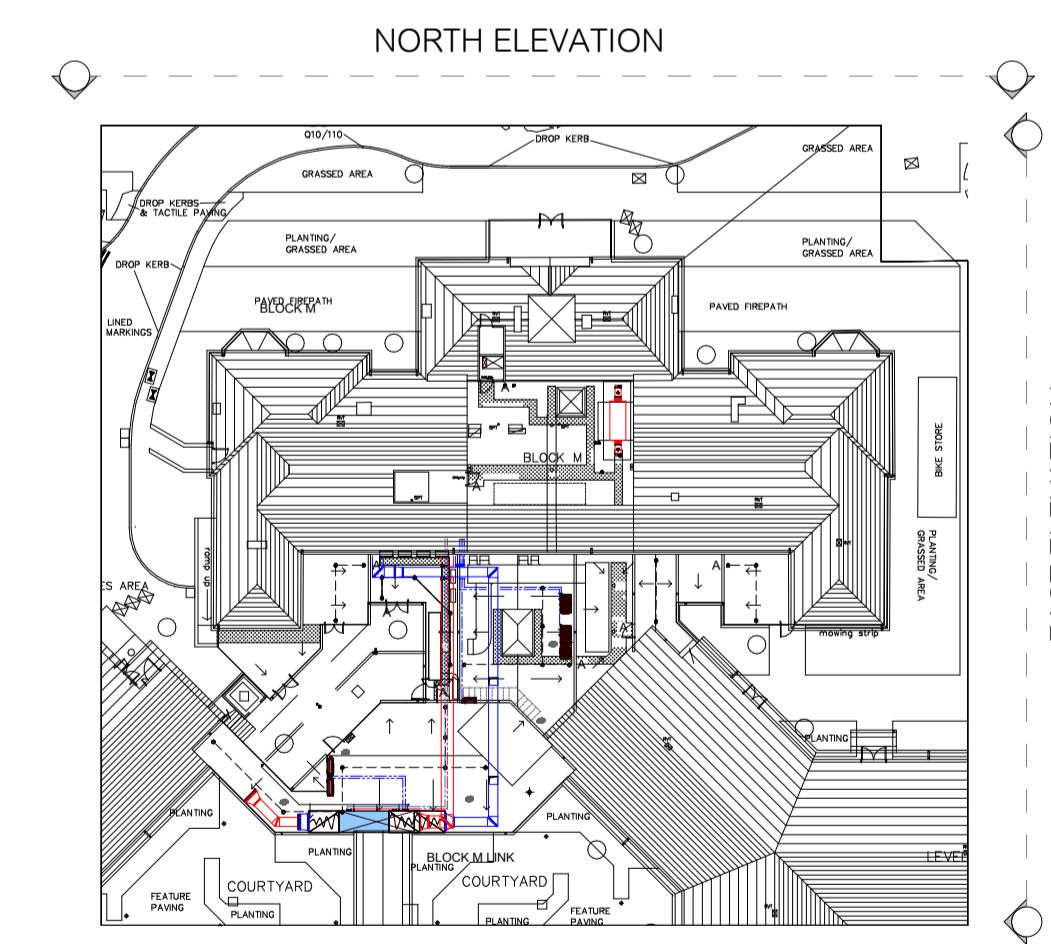 NORTH ELEVATION
Q10/110
DROP KERB
GRASSED AREA
GRASSED AREA
DROP KERBS
& TACTILE PAVING
PLANTING/
GRASSED AREA
PLANTING/
GRASSED AREA
DROP KERB
PAVED FIREPATH
BLOCK M
PAVED FIREPATH
LINED
MARKINGS
A
BIKE STORE
BLOCK M
A
PLANTING/
GRASSED AREA
ramp up
A
A
ES AREA
A
A
mowing strip
A
A
PLANTING
PLANTING
PLANTING
PLANTING
BLOCK M LINK
PLANTING
LEVEL
COURTYARD
COURTYARD
FEATURE
PAVING
PLANTING
PLANTING
FEATURE
PAVING